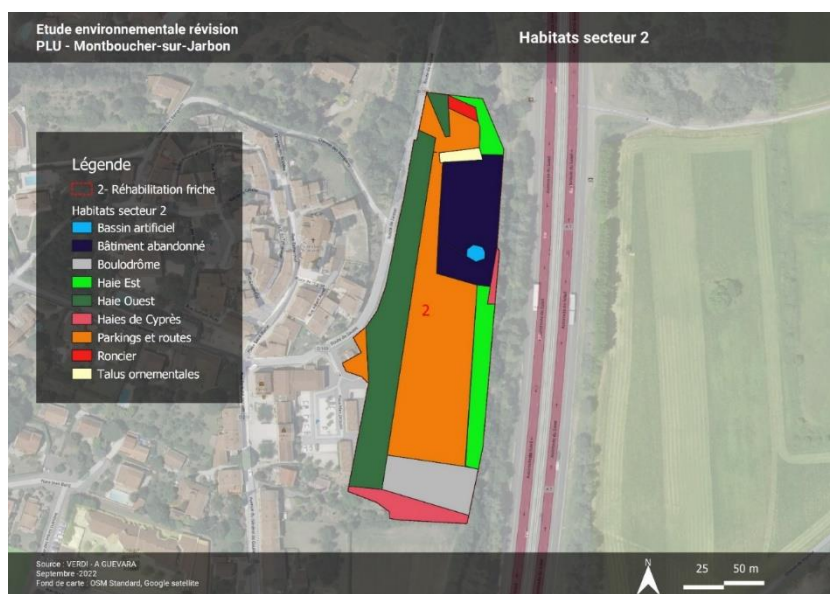 Etude environnementale révision
PLU - Montboucher-sur-Jarbon
Habitats secteur 2
Légende
2- Réhabilitation friche
Habitats secteur 2
Bassin artificiel
Bâtiment abandonné
Boulodrôme
Haie Est
Haie Ouest
Haies de Cyprès
Parkings et routes
Roncier
Talus ornementales
2
Source : VERDI - A GUEVARA
Septembre -2022
Fond de carte : OSM Standard, Google satellite
N
25 50 m